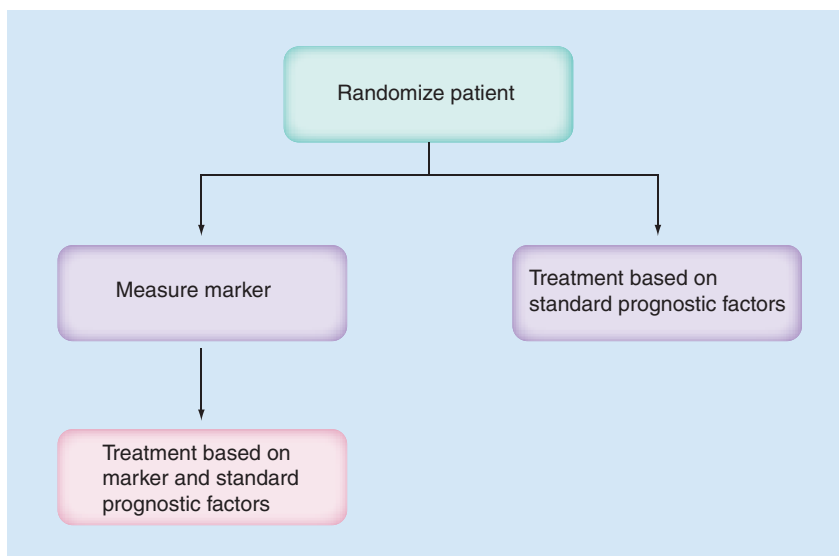 Randomize patient
Measure marker
Treatment based on
standard prognostic factors
Treatment based on
marker and standard
prognostic factors